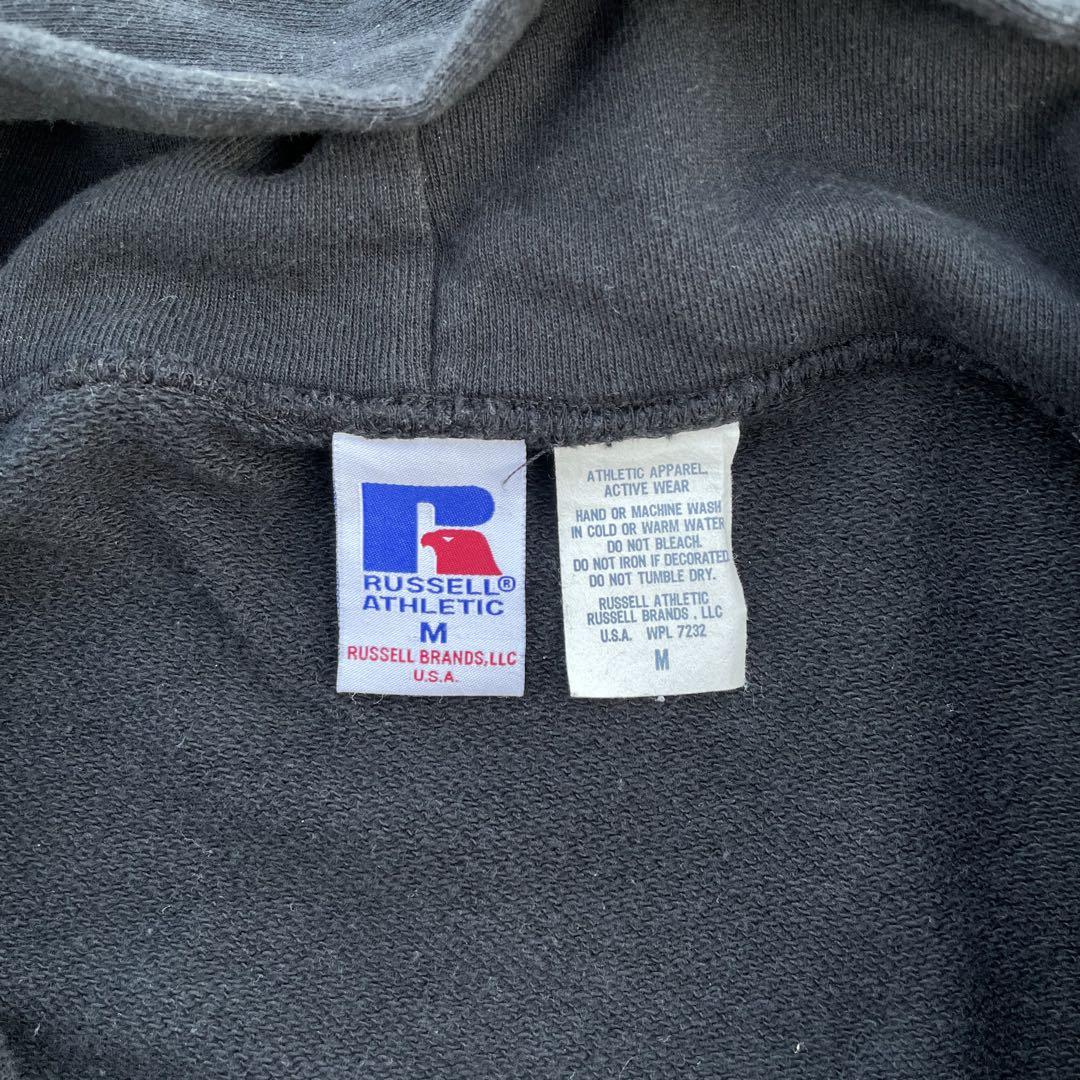 R
RUSSELL®
ATHLETIC
M
RUSSELL BRANDS,LLC
U.S.A.
ATHLETIC APPAREL.
ACTIVE WEAR
HAND OR MACHINE WASH
IN COLD OR WARM WATER
DO NOT BLEACH.
DO NOT IRON IF DECORATED
DO NOT TUMBLE DRY.
RUSSELL ATHLETIC
RUSSELL BRANDS , LLC
U.S.A. WPL 7232
M